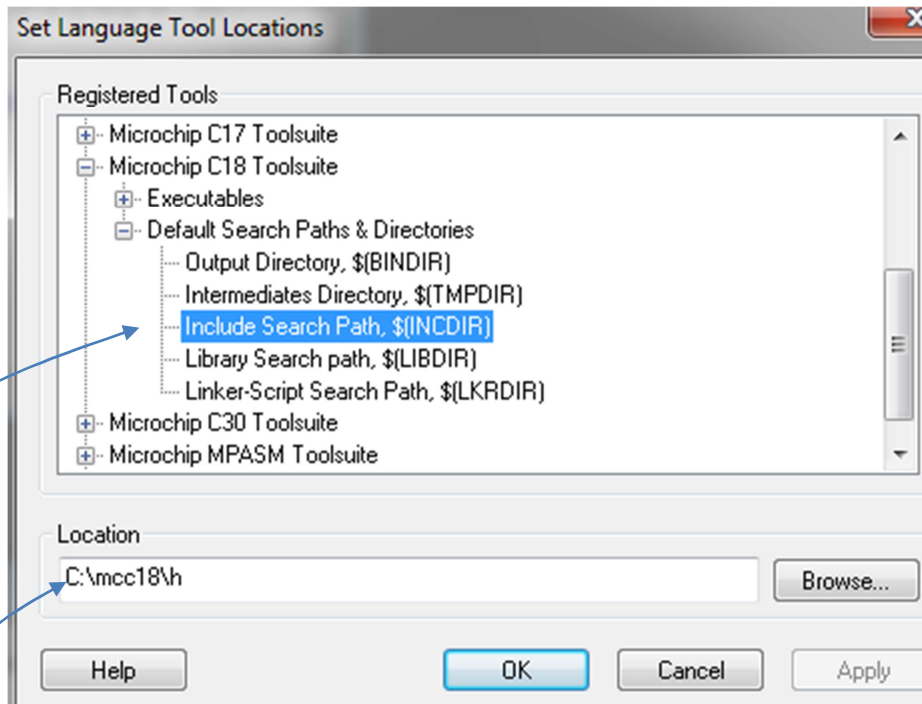 Set Language Tool Locations
Registered Tools
Microchip C17 Toolsuite
Microchip C18 Toolsuite
Executables
Default Search Paths & Directories
Output Directory, $(BINDIR)
Intermediates Directory, $(TMPDIR)
Include Search Path, $(INCDIR)
Library Search path, $(LIBDIR)
Linker-Script Search Path, $(LKRDIR)
Microchip C30 Toolsuite
Microchip MPASM Toolsuite
Location
C:\mcc18\h
Browse...
Help
OK
Cancel
Apply